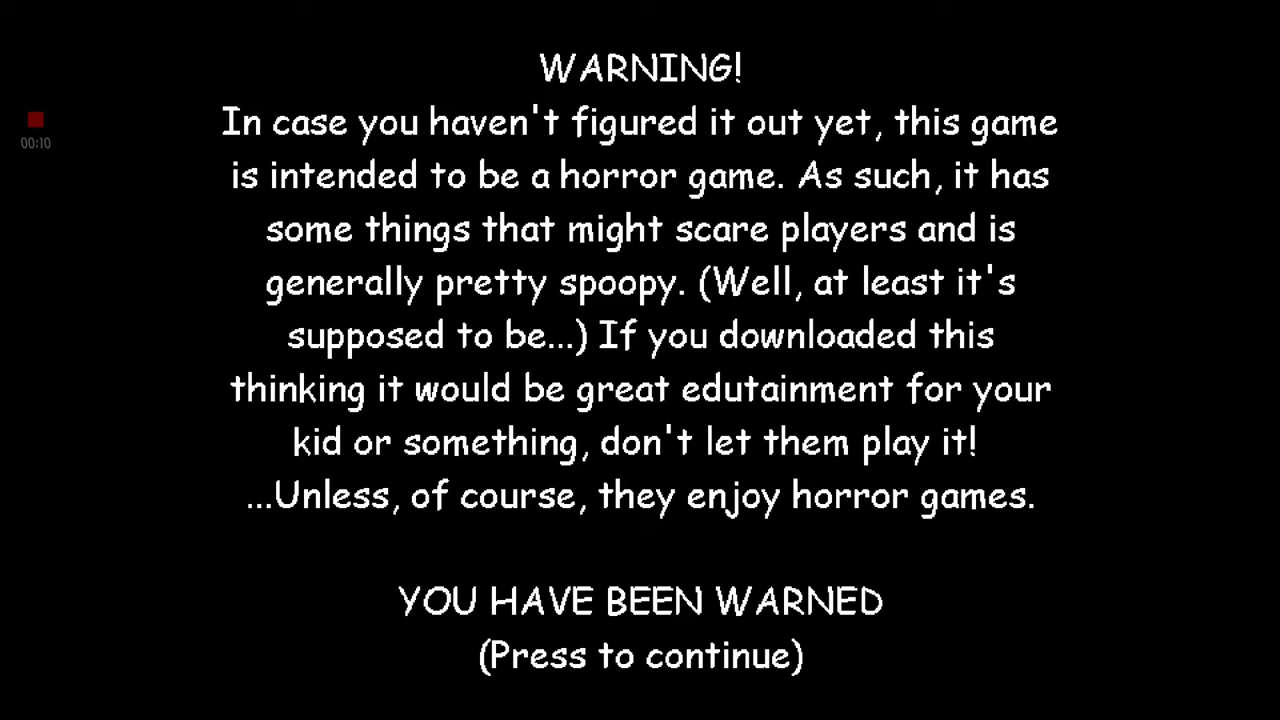 WARNING!
In case you haven't figured it out yet, this game
00:10
is intended to be a horror game. As such, it has
some things that might scare players and is
generally pretty spoopy. (Well, at least it's
supposed to be...) If you downloaded this
thinking it would be great edutainment for your
kid or something, don't let them play it!
...Unless, of course, they enjoy horror games.
YOU HAVE BEEN WARNED
(Press to continue)